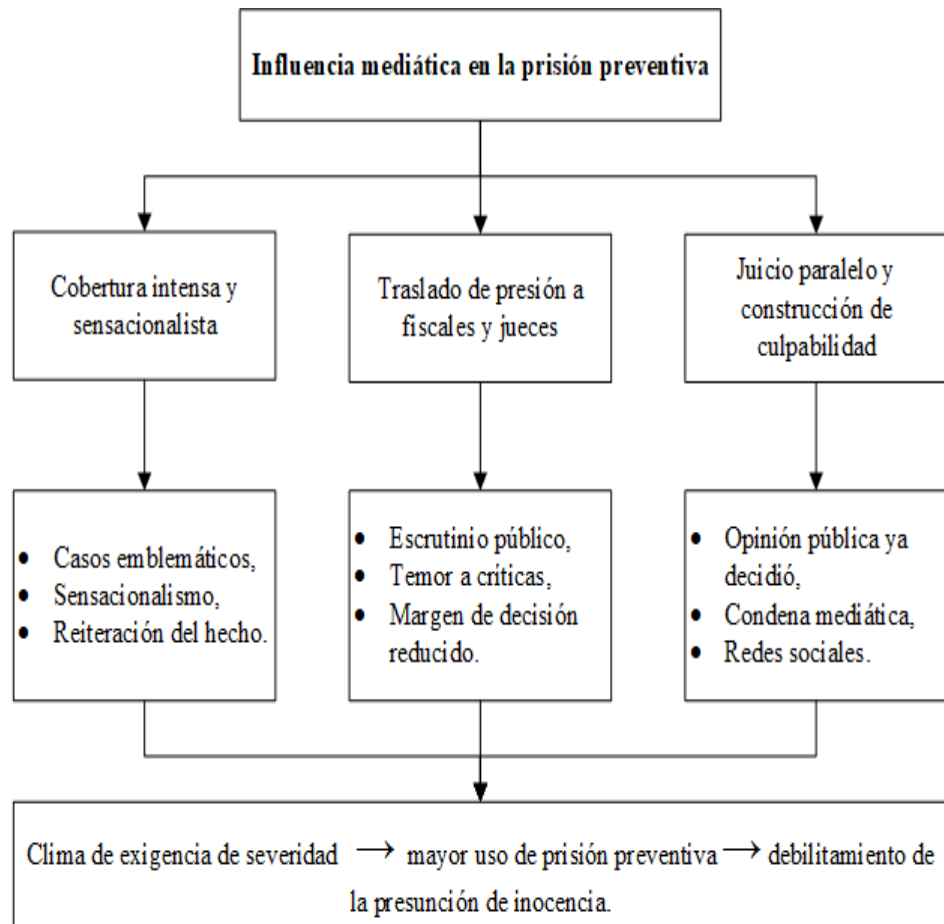 Influencia mediática en la prisión preventiva
Cobertura intensa y
sensacionalista
Traslado de presión a
fiscales y jueces
Juicio paralelo y
construcción de
culpabilidad
• Casos emblemáticos,
• Sensacionalismo,
• Reiteración del hecho.
• Escrutinio público,
• Temor a críticas,
• Margen de decisión
reducido.
• Opinión pública ya
decidió,
• Condena mediática,
• Redes sociales.
Clima de exigencia de severidad → mayor uso de prisión preventiva → debilitamiento de
la presunción de inocencia.